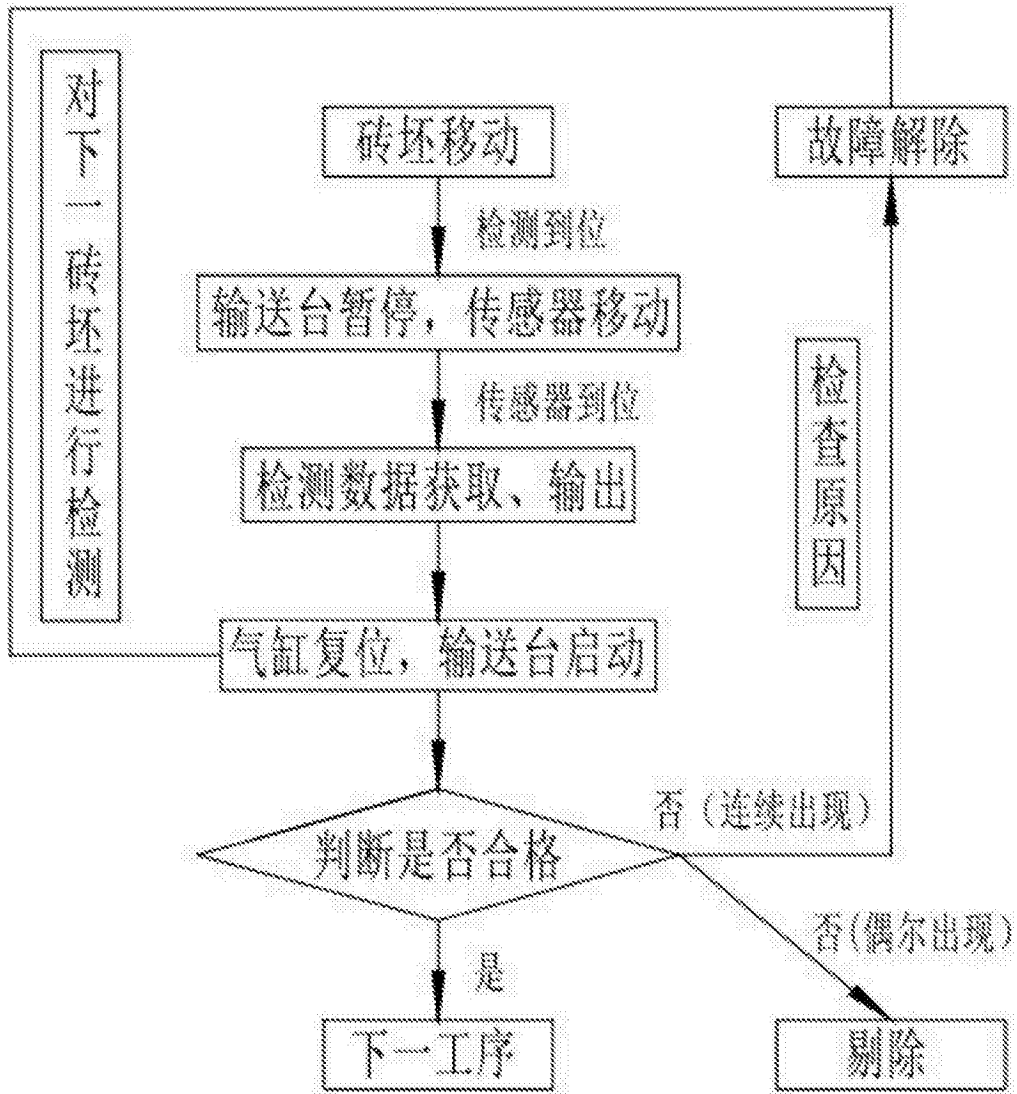 对下一砖坯进行检测
砖坯移动
故障解除
检测到位
输送台暂停，传感器移动
传感器到位
检查原因
检测数据获取、输出
气缸复位，输送台启动
否（连续出现）
判断是否合格
否(偶尔出现）
是
下一工序
剔除